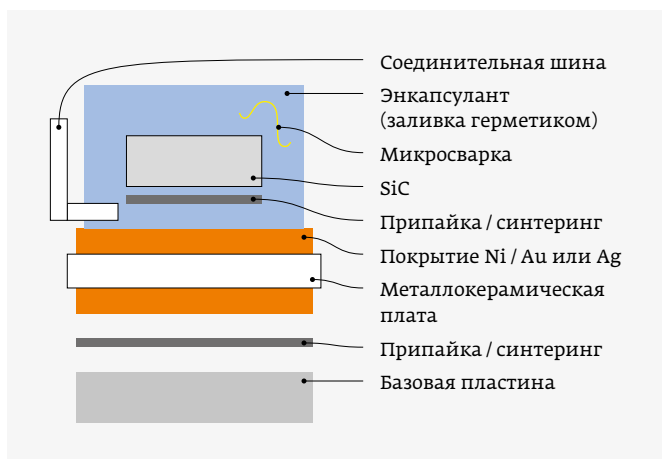 Соединительная шина
Энкапсулант
(заливка герметиком)
Микросварка
SiC
Припайка / синтеринг
Покрытие Ni / Au или Ag
Металлокерамическая
плата
Припайка / синтеринг
Базовая пластина